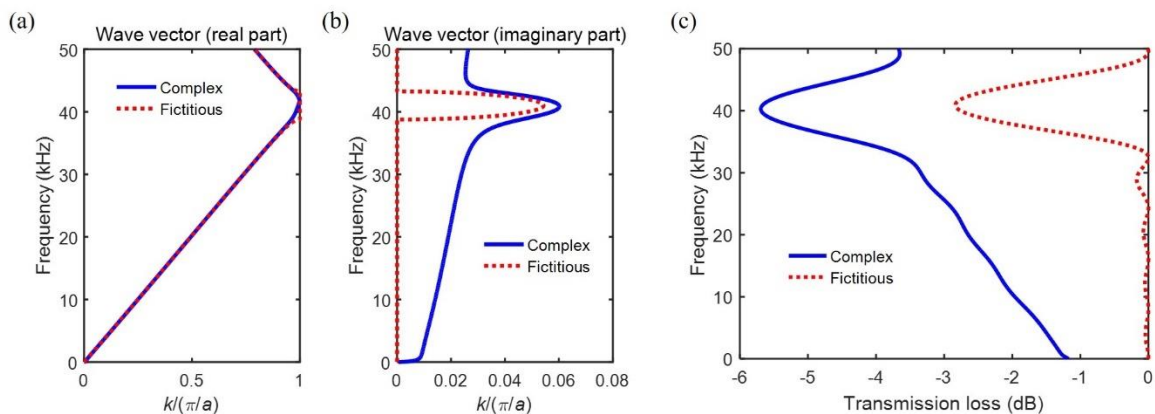 (a)
Wave vector (real part)
Frequency (kHz)
50
40
30
20
10
0
Complex
Fictitious
0
0.5
1
k/(π/a)
(b)
Wave vector (imaginary part)
Frequency (kHz)
50
40
30
20
10
0
Complex
Fictitious
0
0.02
0.04
0.06
0.08
k/(π/a)
(c)
Frequency (kHz)
50
40
30
20
10
0
Complex
Fictitious
-6
-5
-4
-3
-2
-1
0
Transmission loss (dB)